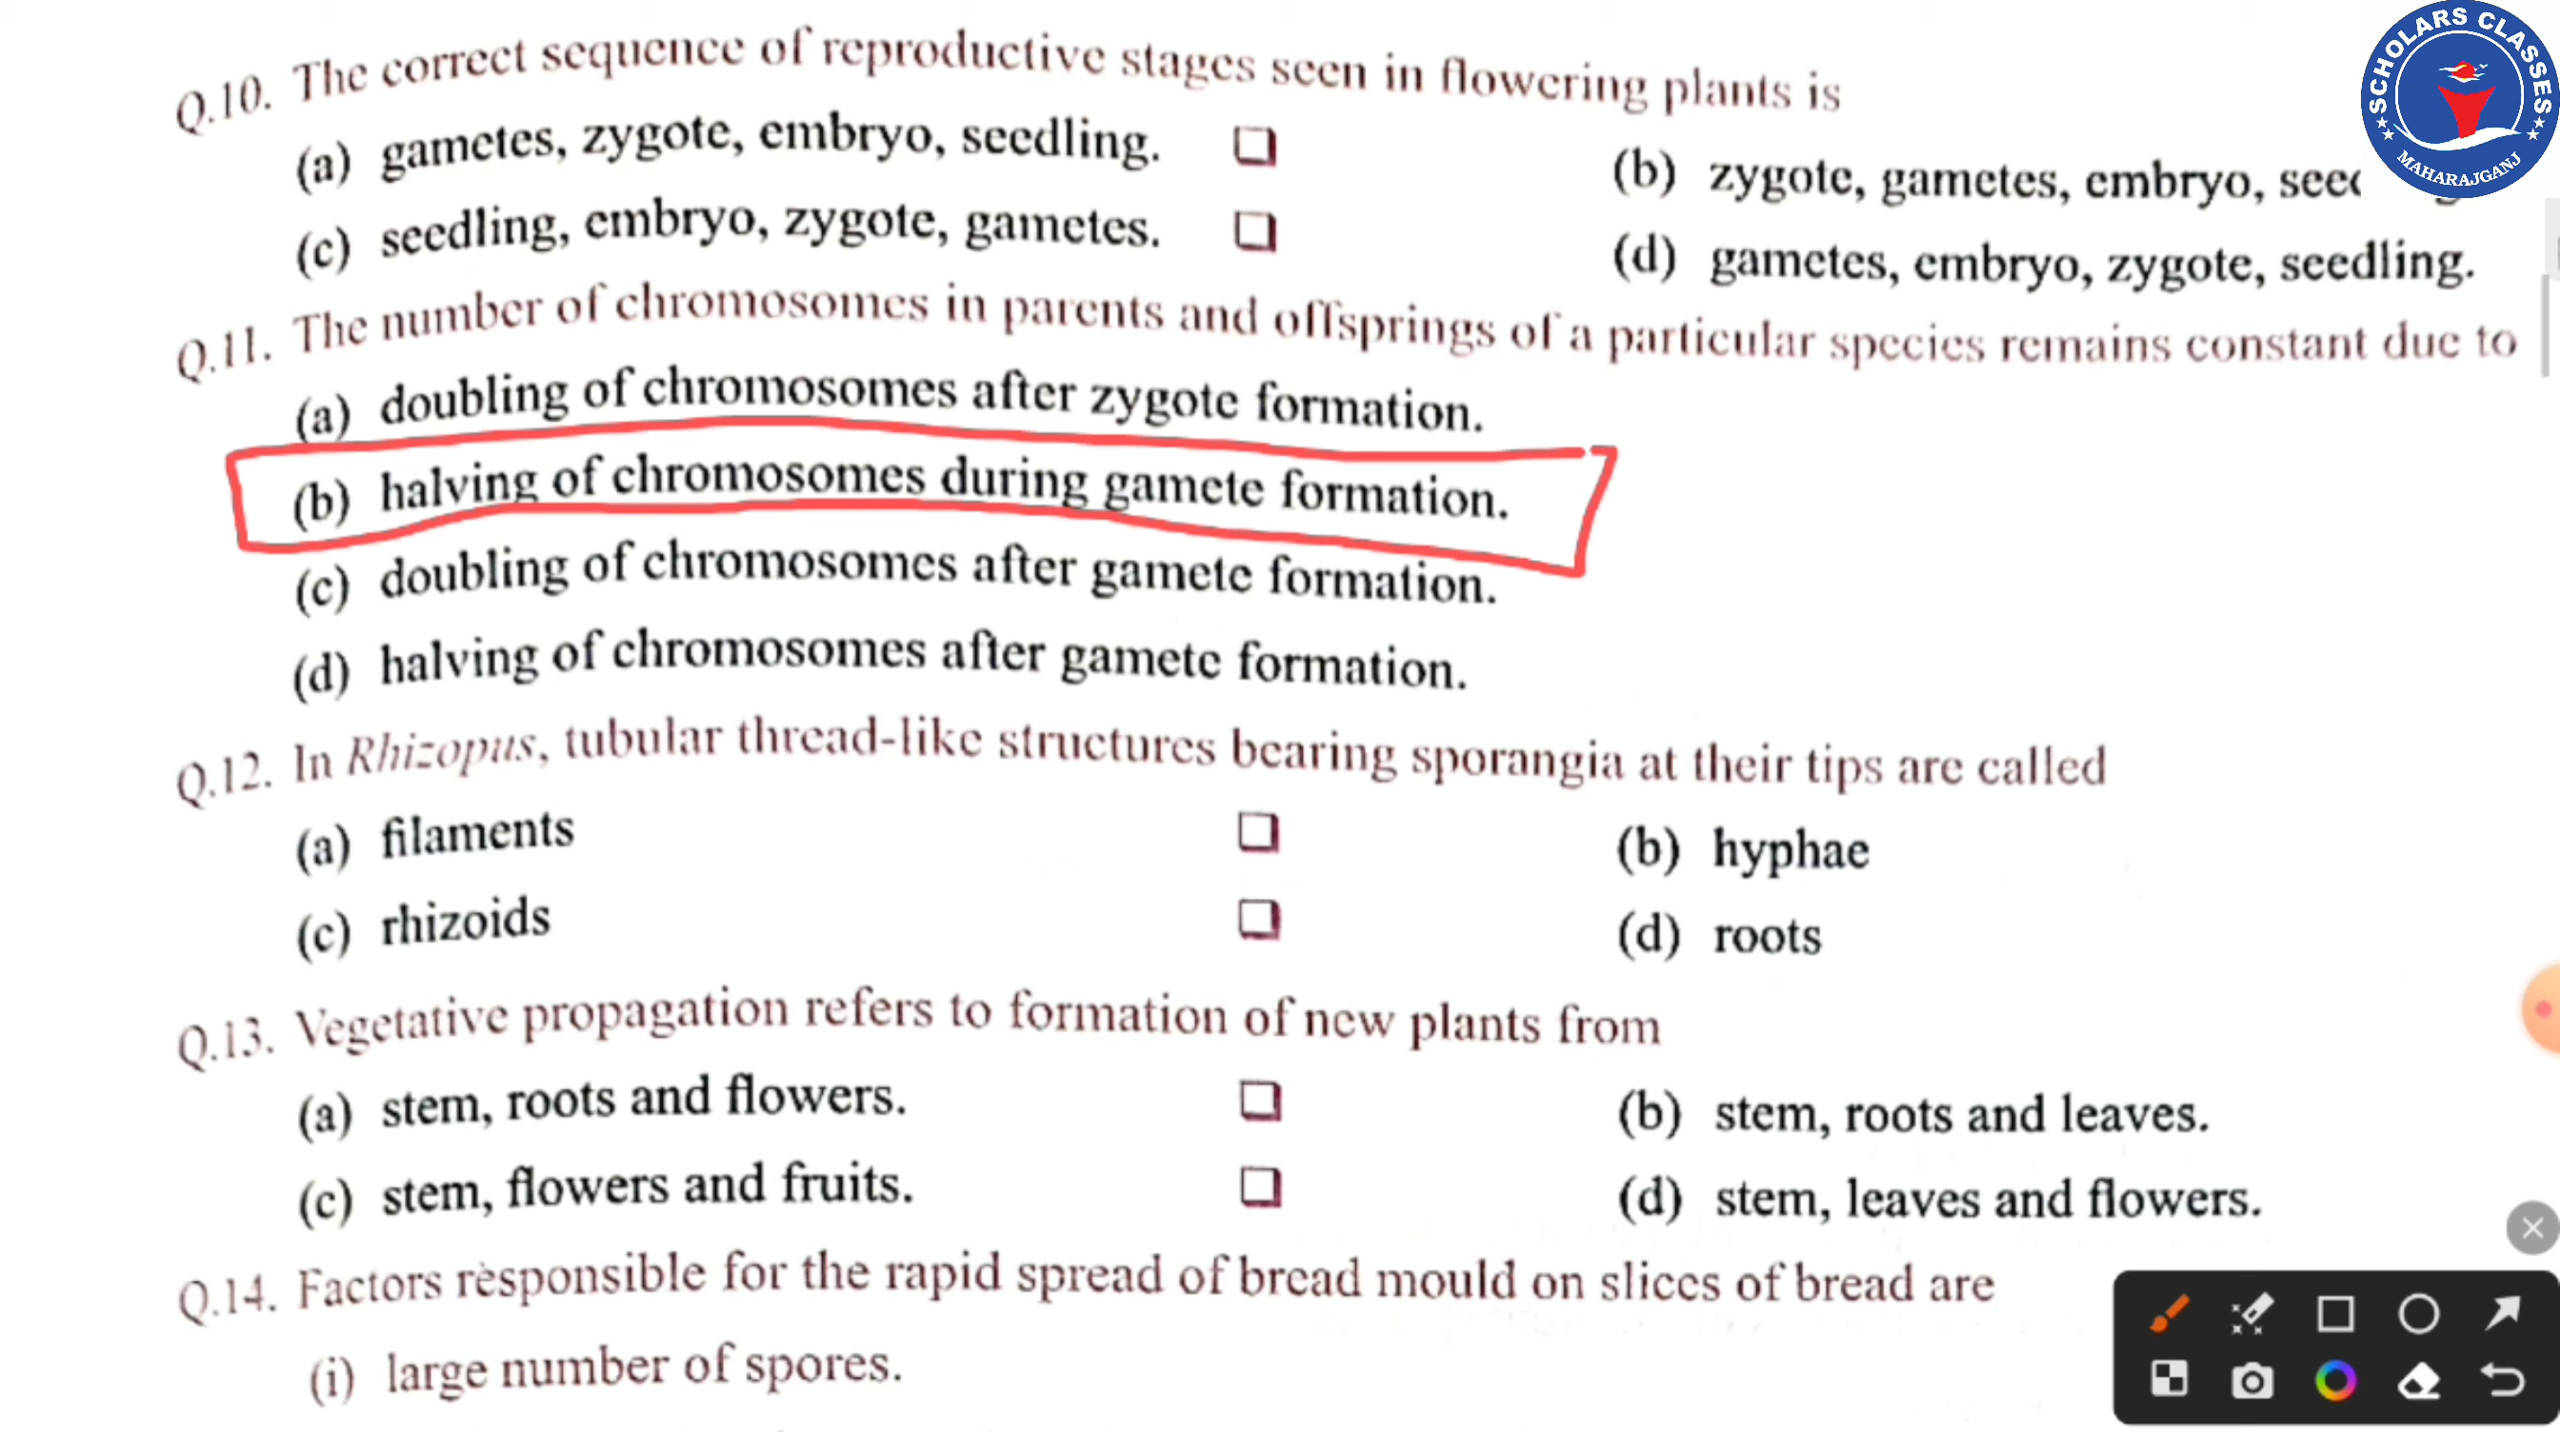 Q.10. The correct sequence of reproductive stages seen in flowering plants is
(a) gametes, zygote, embryo, seedling.
(b) zygote, gametes, embryo,
(c) seedling, embryo, zygote, gametes.
(d) gametes, embryo, zygote, seedling.
Q.11. The number of chromosomes in parents and offsprings of a particular species remains constant due to
(a) doubling of chromosomes after zygote formation.
(b) halving of chromosomes during gamete formation.
(c) doubling of chromosomes after gamete formation.
(d) halving of chromosomes after gamete formation.
Q.12. In Rhizopus, tubular thread-like structures bearing sporangia at their tips are called
(a) filaments
(b) hyphae
(c) rhizoids
(d) roots
Q.13. Vegetative propagation refers to formation of new plants from
(a) stem, roots and flowers.
(b) stem, roots and leaves.
(c) stem, flowers and fruits.
(d) stem, leaves and flowers.
Q.14. Factors responsible for the rapid spread of bread mould on slices of bread are
(i) large number of spores.
SCHOLARS CLASSES
MAHARAJGANJ